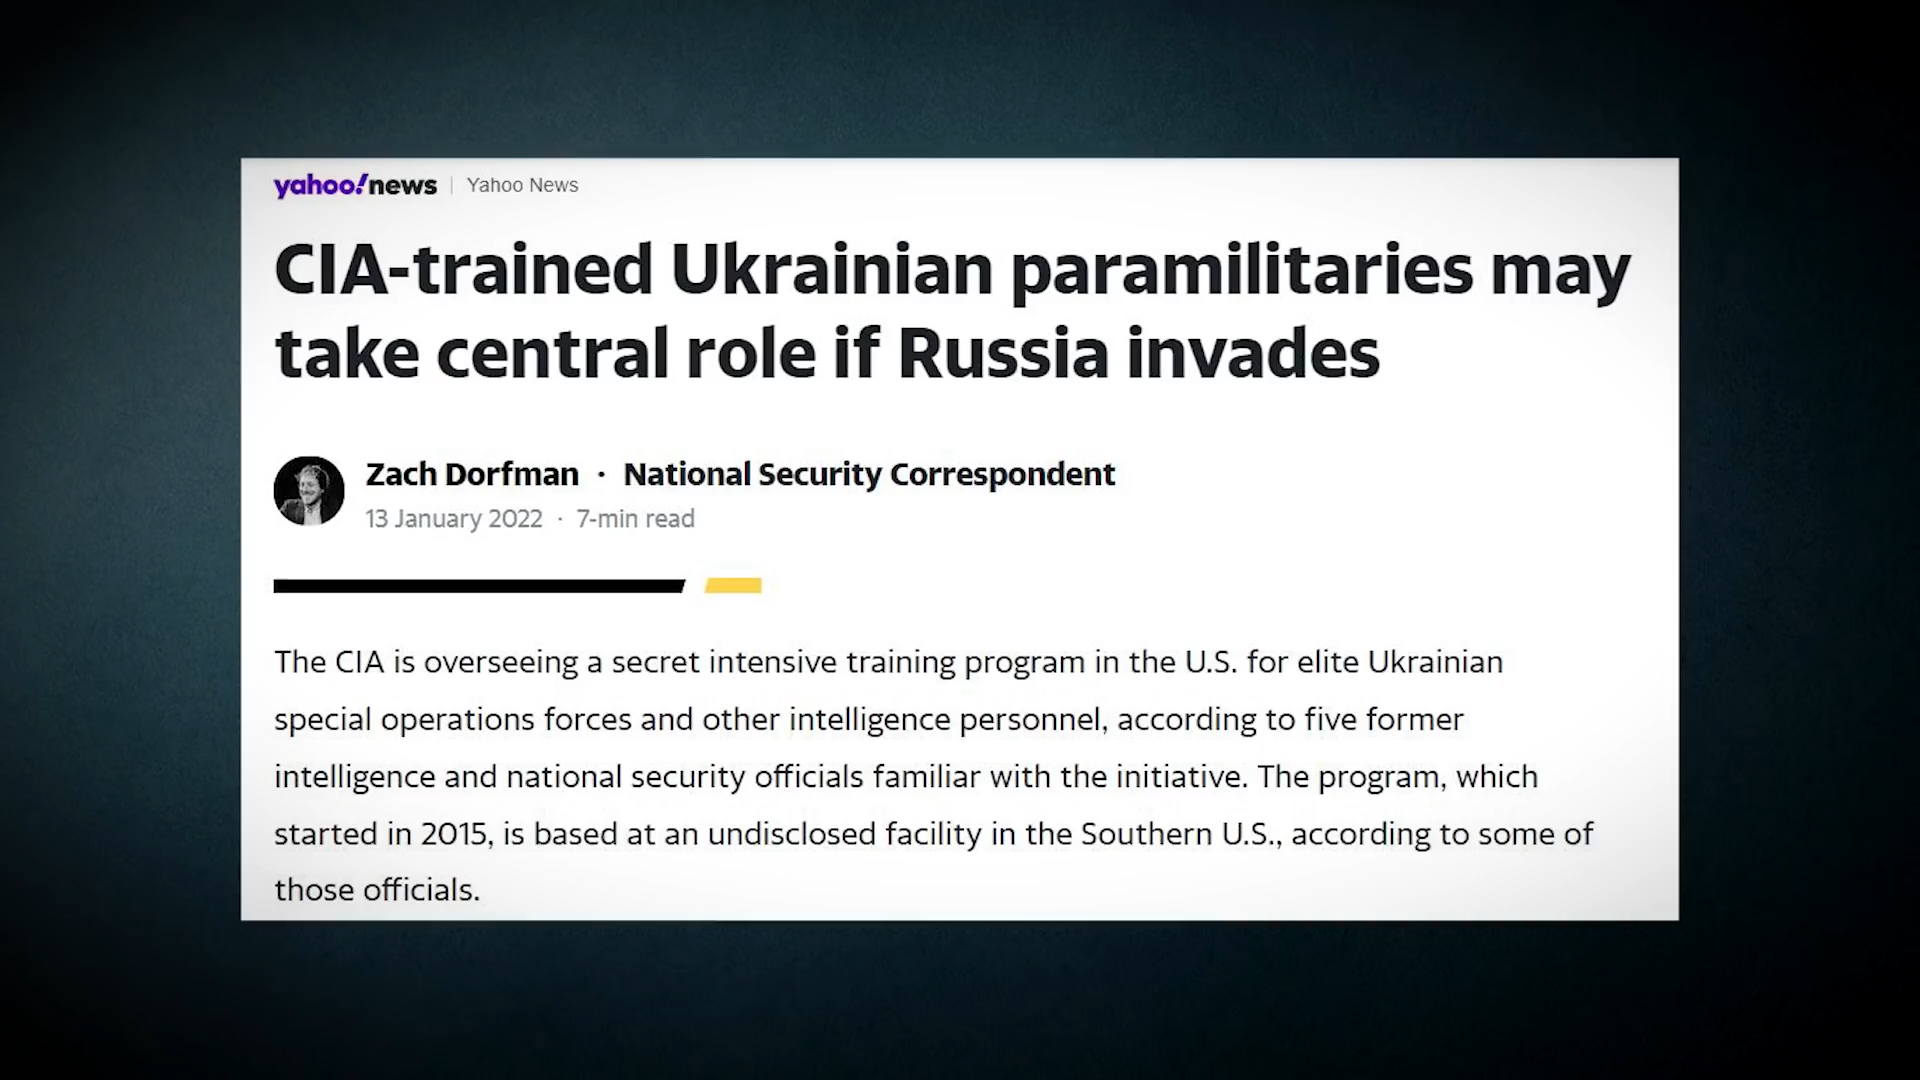 yahoo!news | Yahoo News
CIA-trained Ukrainian paramilitaries may
take central role if Russia invades
Zach Dorfman · National Security Correspondent
13 January 2022 · 7-min read
The CIA is overseeing a secret intensive training program in the U.S. for elite Ukrainian
special operations forces and other intelligence personnel, according to five former
intelligence and national security officials familiar with the initiative. The program, which
started in 2015, is based at an undisclosed facility in the Southern U.S., according to some of
those officials.